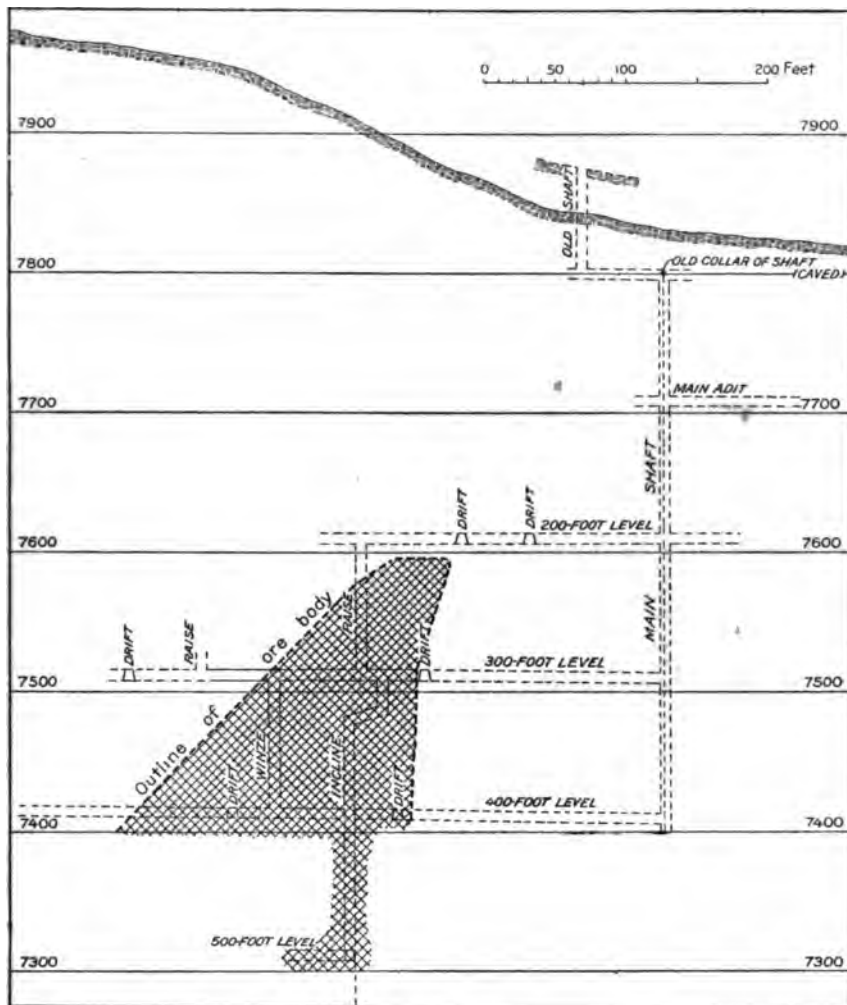 0 50 100 200 Feet
7900 7900
OLD SHAFT
7800
OLD COLLAR OF SHAFT
(CAVED)
MAIN ADIT
7700 7700
MAIN SHAFT
DRIFT
DRIFT
200-FOOT LEVEL
7600 7600
Outline of ore body
RAISE
DRIFT
RAISE
DRIFT
300-FOOT LEVEL
7500 7500
WINZE
INCLINE
DRIFT
DRIFT
400-FOOT LEVEL
7400 7400
500-FOOT LEVEL
7300 7300